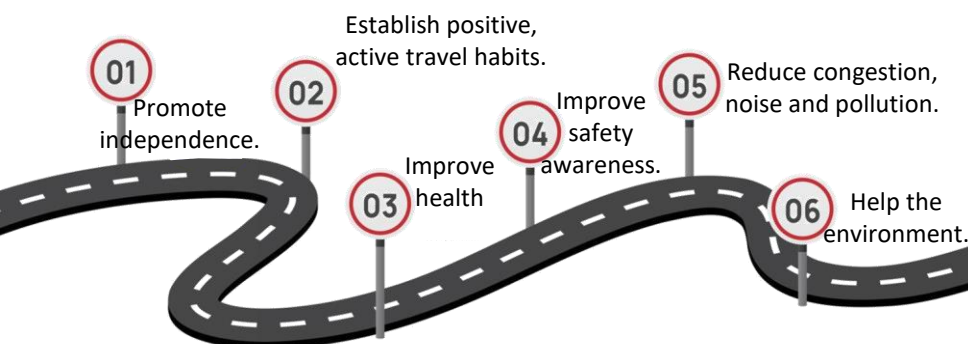 01
Promote
independence.
02
Establish positive,
active travel habits.
03
Improve
health
04
Improve
safety
awareness.
05
Reduce congestion,
noise and pollution.
06
Help the
environment.